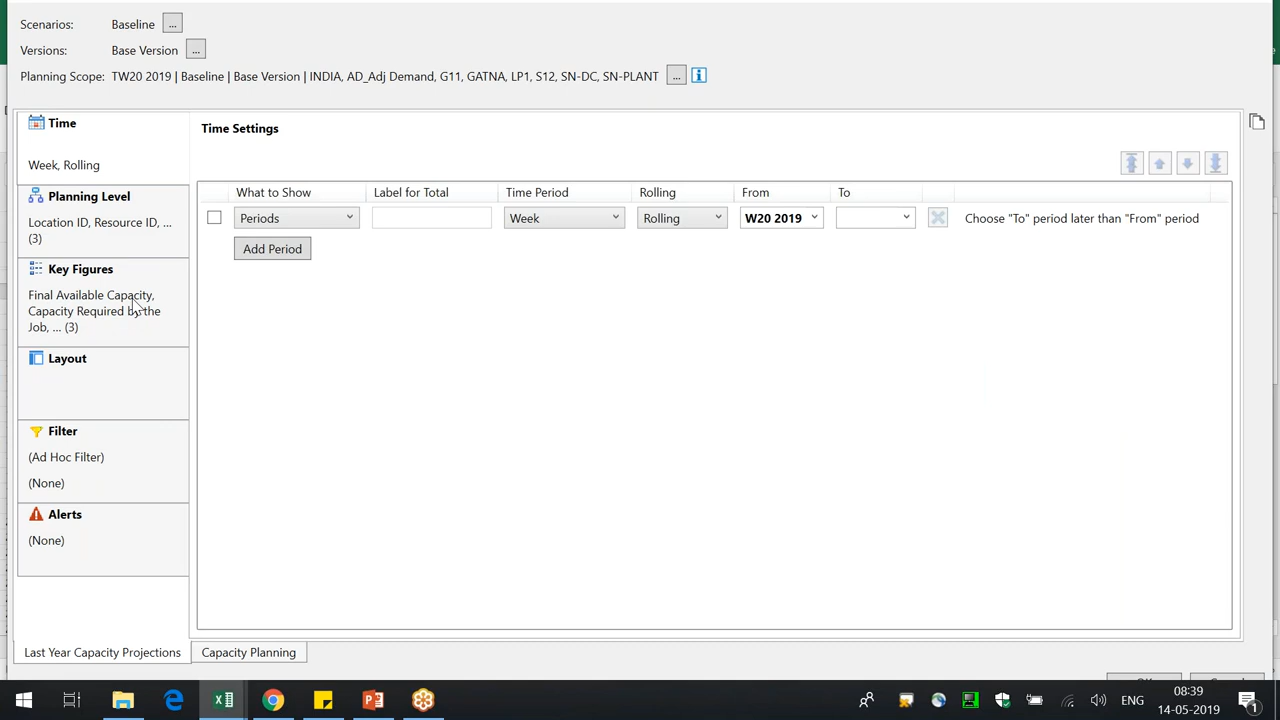 Scenarios: Baseline ...
Versions: Base Version ...
Planning Scope: TW20 2019 | Baseline | Base Version | INDIA, AD_Adj Demand, G11, GATNA, LP1, S12, SN-DC, SN-PLANT ...
Time
Week, Rolling
Planning Level
Location ID, Resource ID, ...
(3)
Key Figures
Final Available Capacity,
Capacity Required by the
Job, ... (3)
Layout
Filter
(Ad Hoc Filter)
(None)
Alerts
(None)
Time Settings
What to Show Label for Total Time Period Rolling From To
Periods Week Rolling W20 2019 Choose "To" period later than "From" period
Add Period
Last Year Capacity Projections Capacity Planning
ENG
08:39
14-05-2019
1